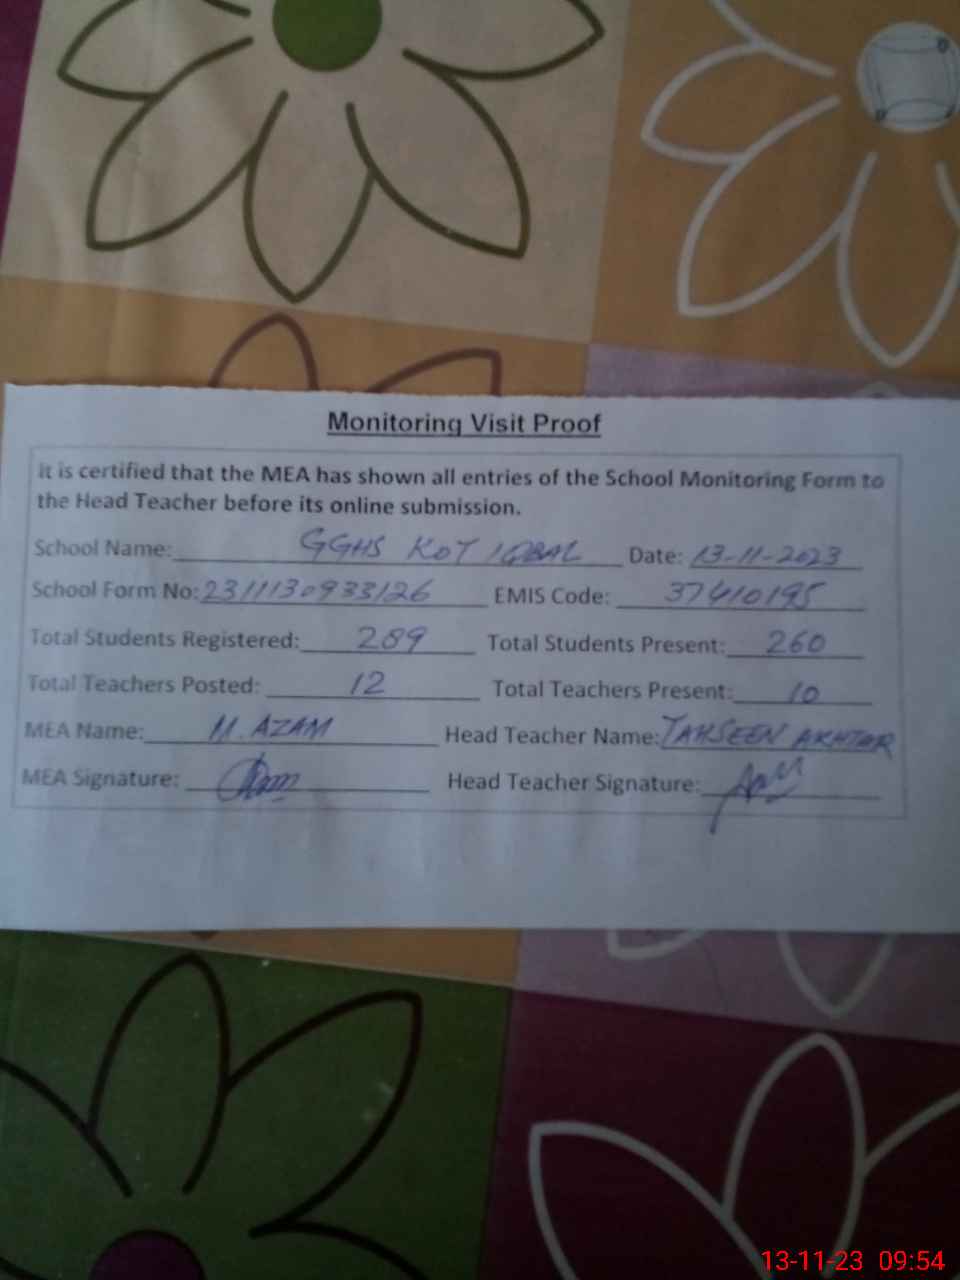 Monitoring Visit Proof
It is certified that the MEA has shown all entries of the School Monitoring Form to
the Head Teacher before its online submission.
School Name: GGHS KOT IQBAL Date: 13-11-2023
School Form No: 2311130933126 EMIS Code: 37410195
Total Students Registered: 289 Total Students Present: 260
Total Teachers Posted: 12 Total Teachers Present: 10
MEA Name: M. AZAM Head Teacher Name: TAHSEEN AKHTAR
MEA Signature: Head Teacher Signature:
13-11-23 09:54